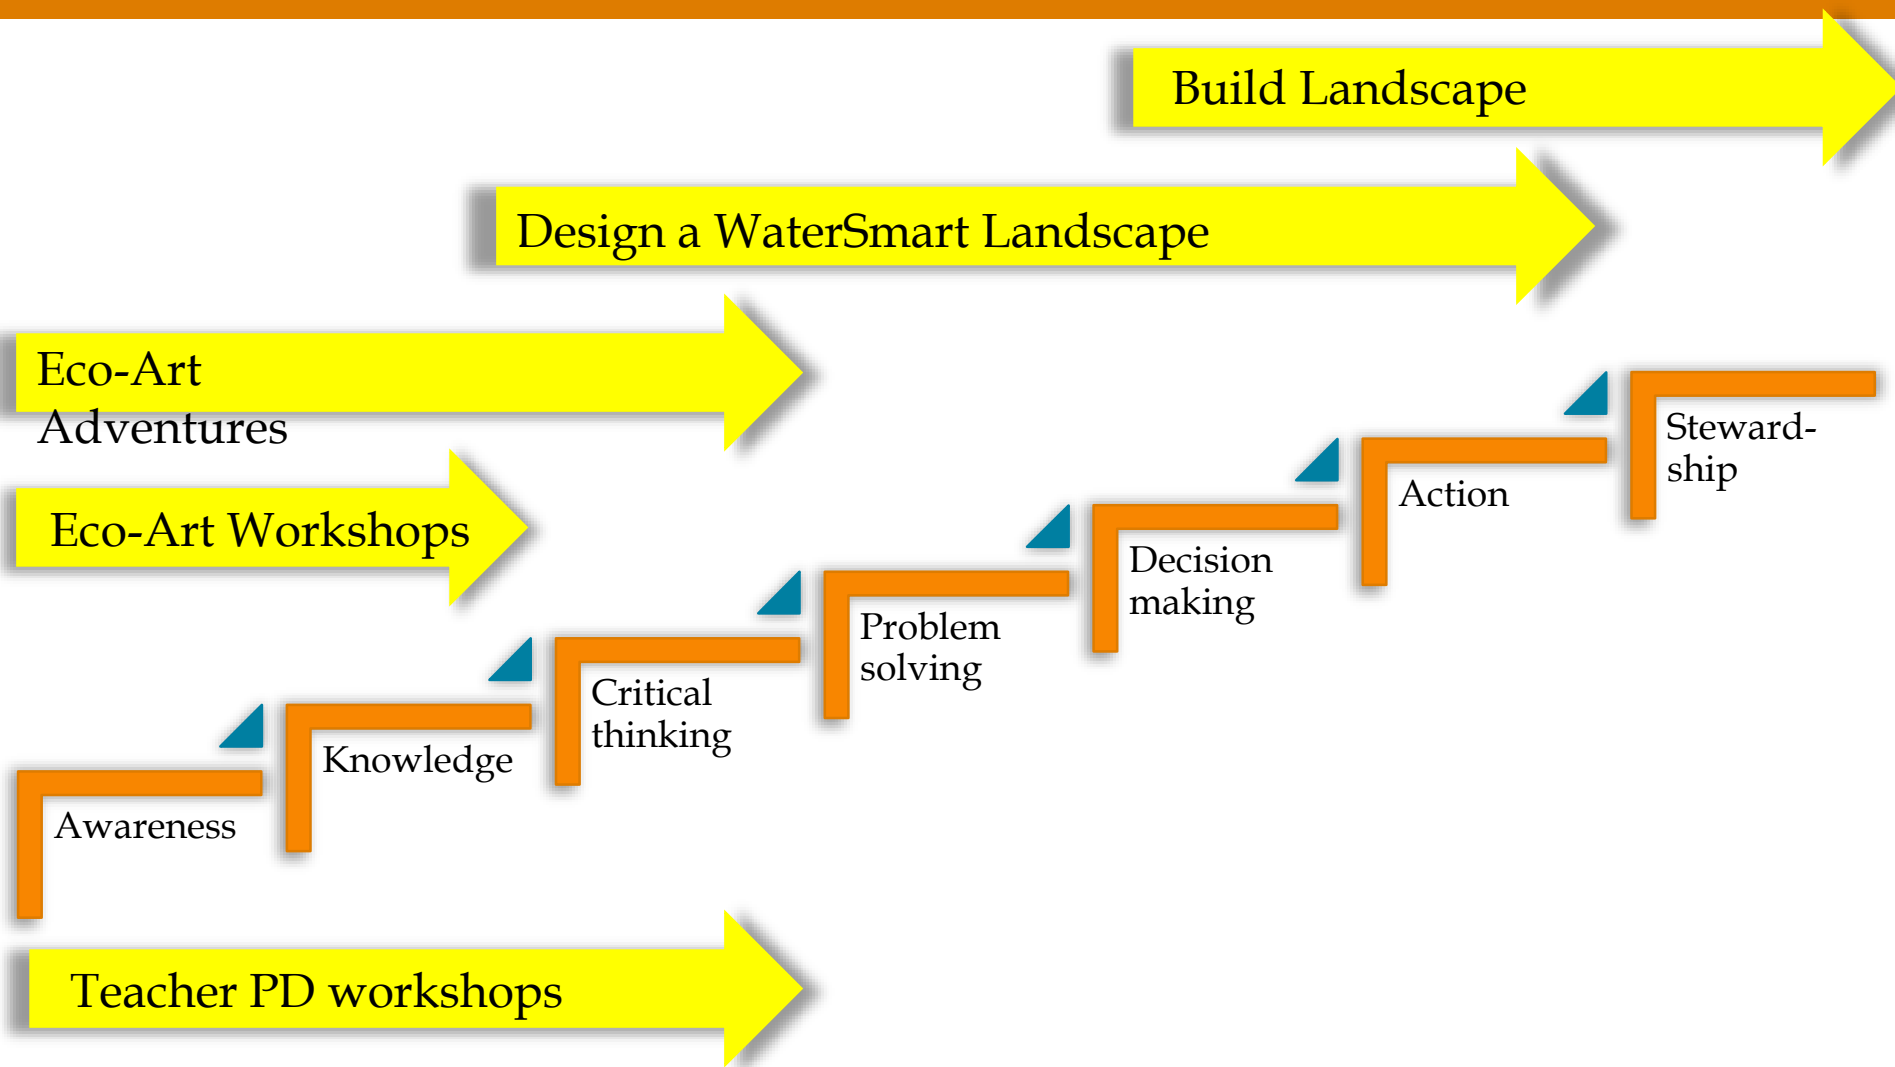 Build Landscape
Design a WaterSmart Landscape
Eco-Art
Adventures
Eco-Art Workshops
Steward-
ship
Action
Decision
making
Problem
solving
Critical
thinking
Knowledge
Awareness
Teacher PD workshops